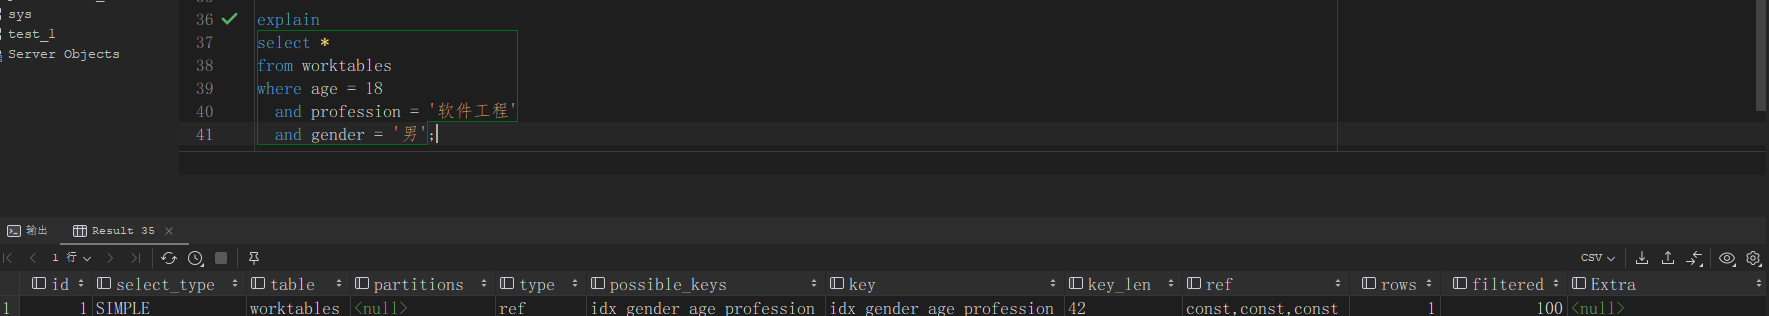 sys
test_1
Server Objects
36 explain
37 select *
38 from worktables
39 where age = 18
40 and profession = '软件工程'
41 and gender = '男';
输出 Result 35 ×
1 行 CSV
id select_type table partitions type possible_keys key key_len ref rows filtered Extra
1 1 SIMPLE worktables <null> ref idx_gender_age_profession idx_gender_age_profession 42 const,const,const 1 100 <null>